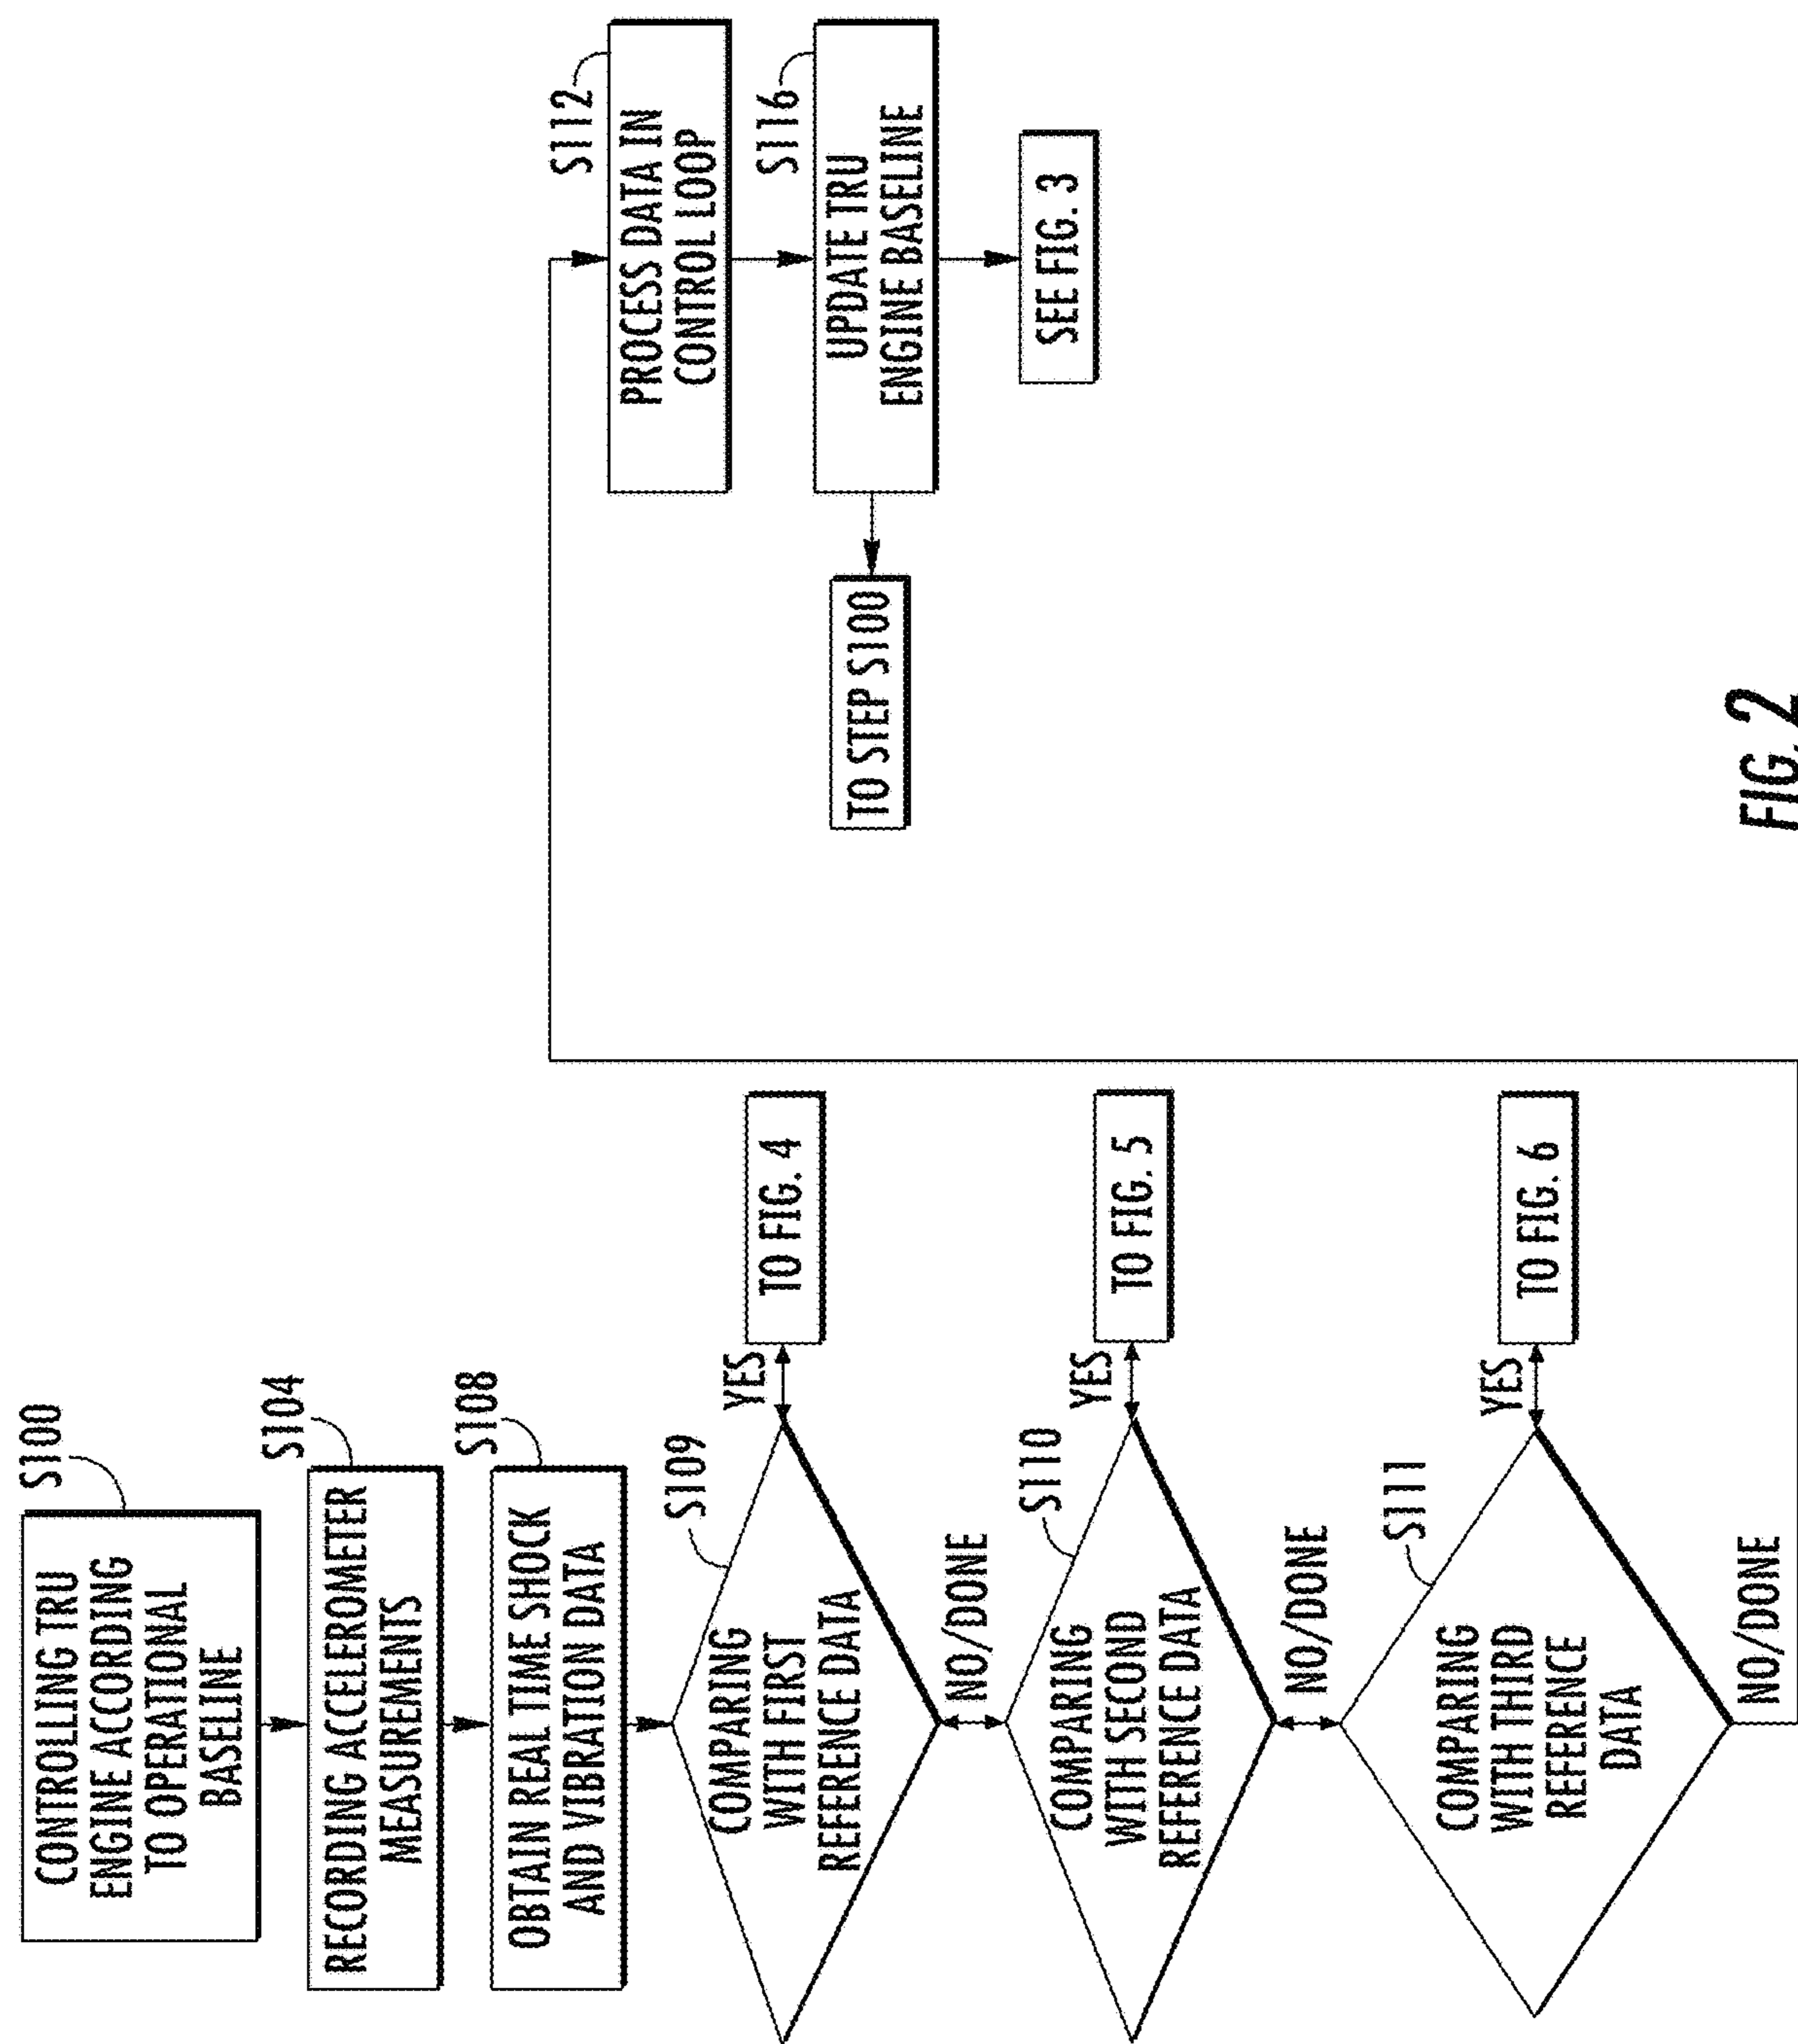 S100
CONTROLLING TRU
ENGINE ACCORDING
TO OPERATIONAL
BASELINE
S104
RECORDING ACCELEROMETER
MEASUREMENTS
S108
OBTAIN REAL TIME SHOCK
AND VIBRATION DATA
S109
COMPARING
WITH FIRST
REFERENCE DATA
YES
TO FIG. 4
NO/DONE
S110
COMPARING
WITH SECOND
REFERENCE DATA
YES
TO FIG. 5
NO/DONE
S111
COMPARING
WITH THIRD
REFERENCE
DATA
YES
TO FIG. 6
NO/DONE
S112
PROCESS DATA IN
CONTROL LOOP
S116
UPDATE TRU
ENGINE BASELINE
TO STEP S100
SEE FIG. 3
FIG. 2